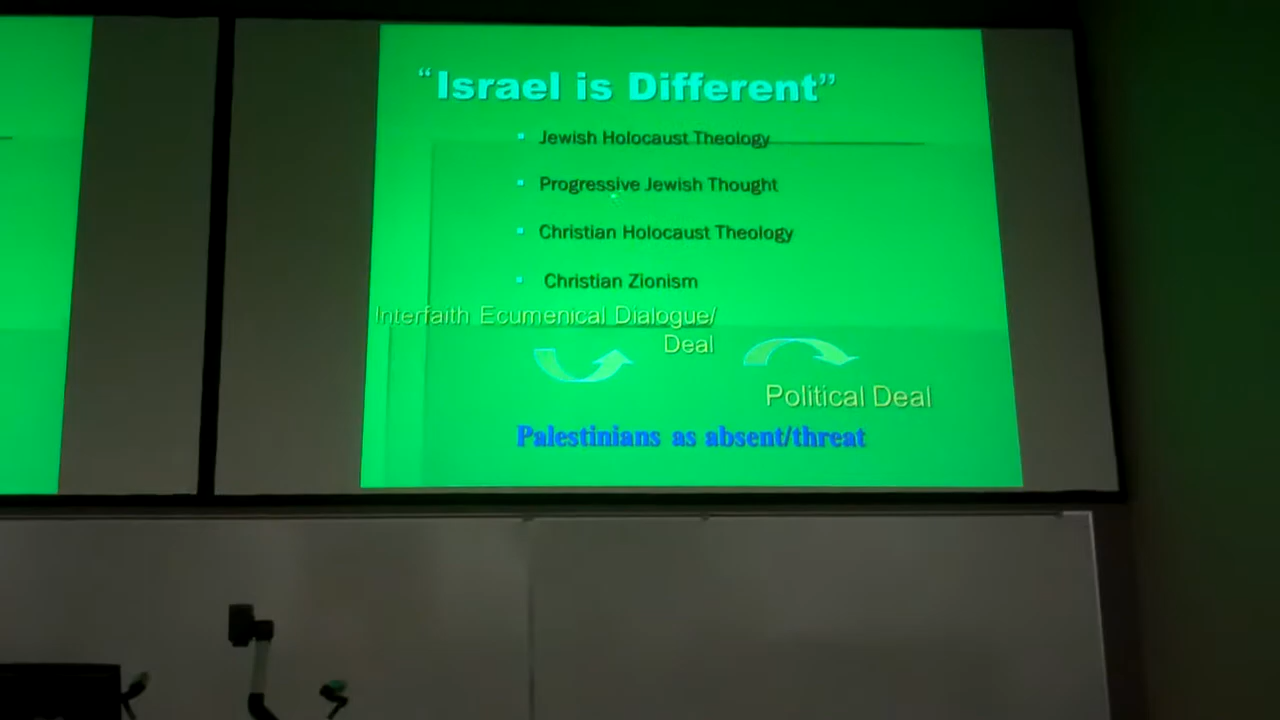 “Israel is Different”
Jewish Holocaust Theology
Progressive Jewish Thought
Christian Holocaust Theology
Christian Zionism
Interfaith Ecumenical Dialogue/
Deal
Political Deal
Palestinians as absent/threat